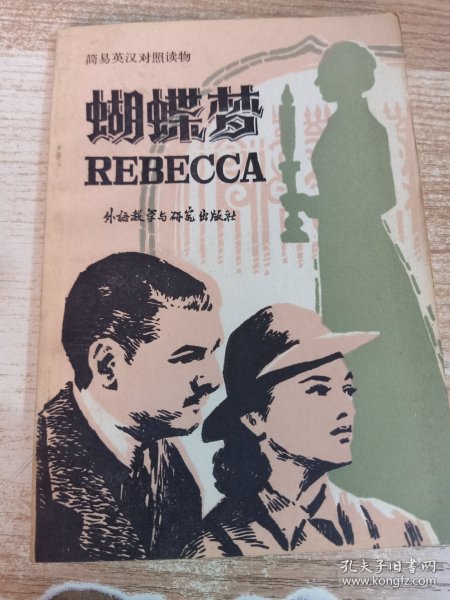 简易英汉对照读物
蝴蝶梦
REBECCA
外语教学与研究出版社
孔夫子旧书网
www.kongfz.com